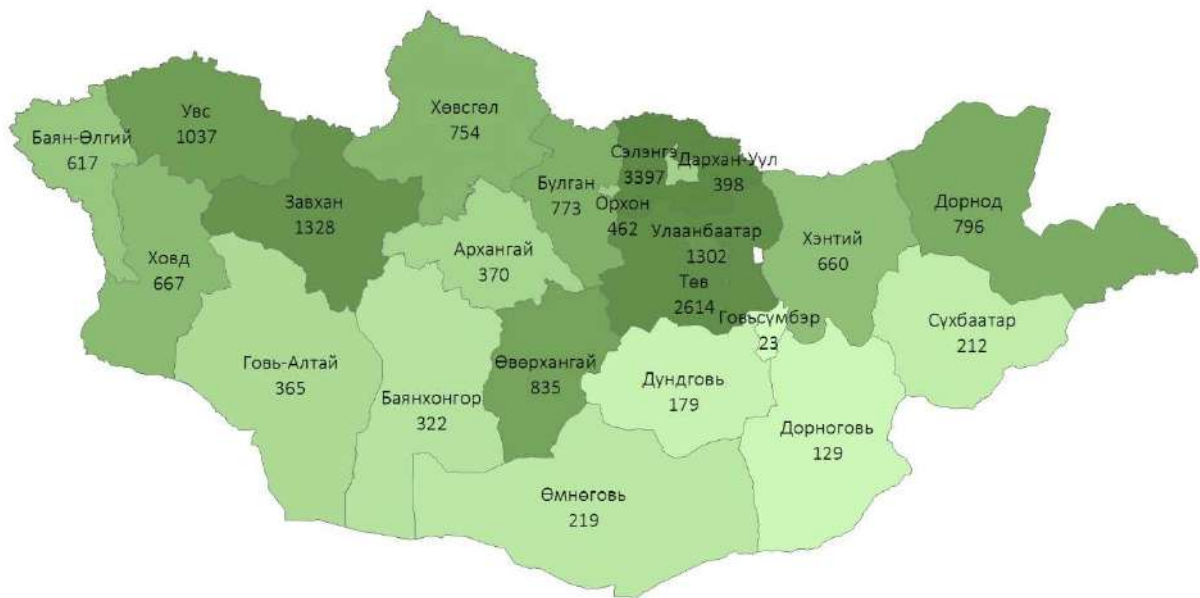 Увс
1037
Баян-Өлгий
617
Хөвсгөл
754
Сэлэнгэ
3397
Дархан-Уул
398
Булган
773
Орхон
462
Завхан
1328
Улаанбаатар
1302
Дорнод
796
Архангай
370
Хэнтий
660
Ховд
667
Төв
2614
Говьсүмбэр
23
Сүхбаатар
212
Говь-Алтай
365
Өвөрхангай
835
Дундговь
179
Баянхонгор
322
Дорноговь
129
Өмнөговь
219